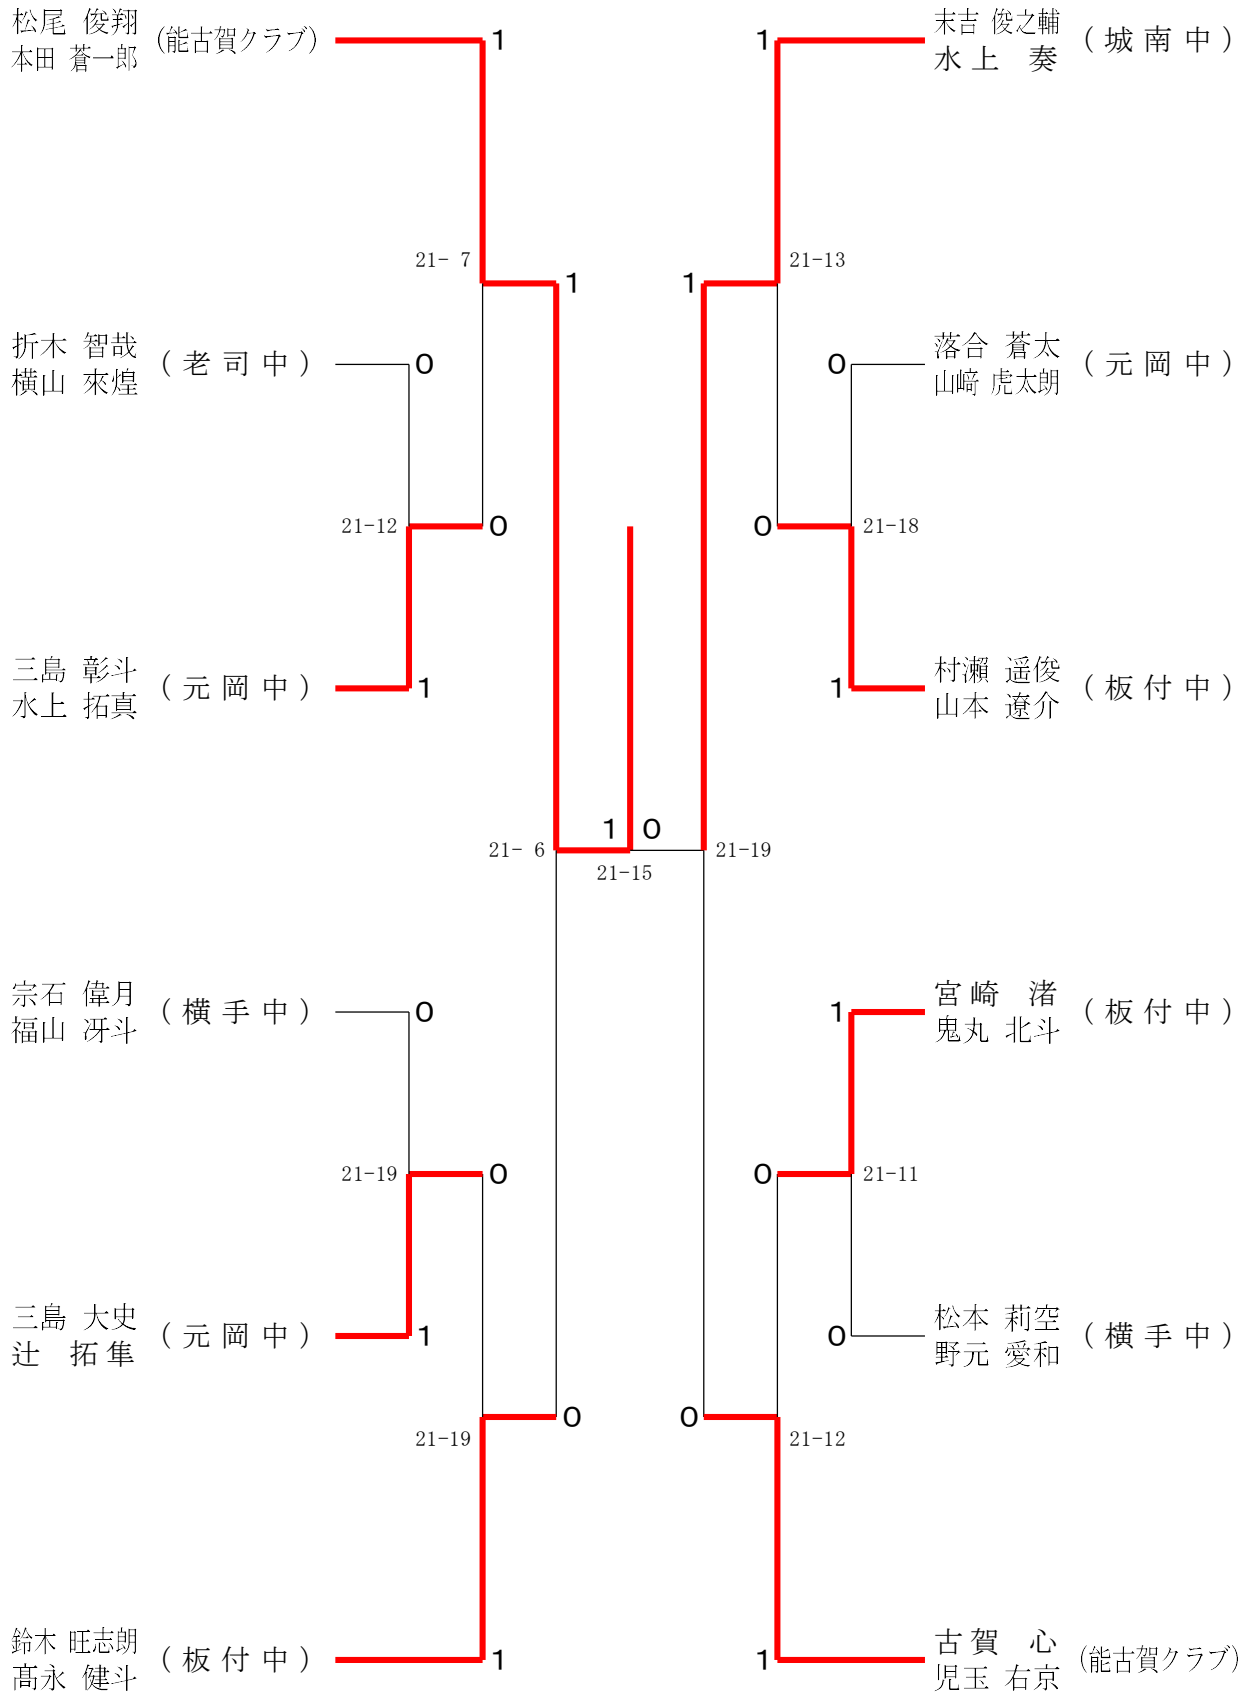 松尾 俊翔
本田 蒼一郎
(能古賀クラブ)
1
1
末吉 俊之輔
水上 奏
(城南中)
21- 7
1
1
21-13
折木 智哉
横山 來煌
(老司中)
0
0
落合 蒼太
山﨑 虎太朗
(元岡中)
21-12
0
0
21-18
三島 彰斗
水上 拓真
(元岡中)
1
1
村瀨 遥俊
山本 遼介
(板付中)
1 0
21- 6
21-15
21-19
宗石 偉月
福山 冴斗
(横手中)
0
1
宮崎 渚
鬼丸 北斗
(板付中)
21-19
0
0
21-11
三島 大史
辻 拓隼
(元岡中)
1
0
松本 莉空
野元 愛和
(横手中)
21-19
0
0
21-12
鈴木 旺志朗
髙永 健斗
(板付中)
1
1
古賀 心
児玉 右京
(能古賀クラブ)